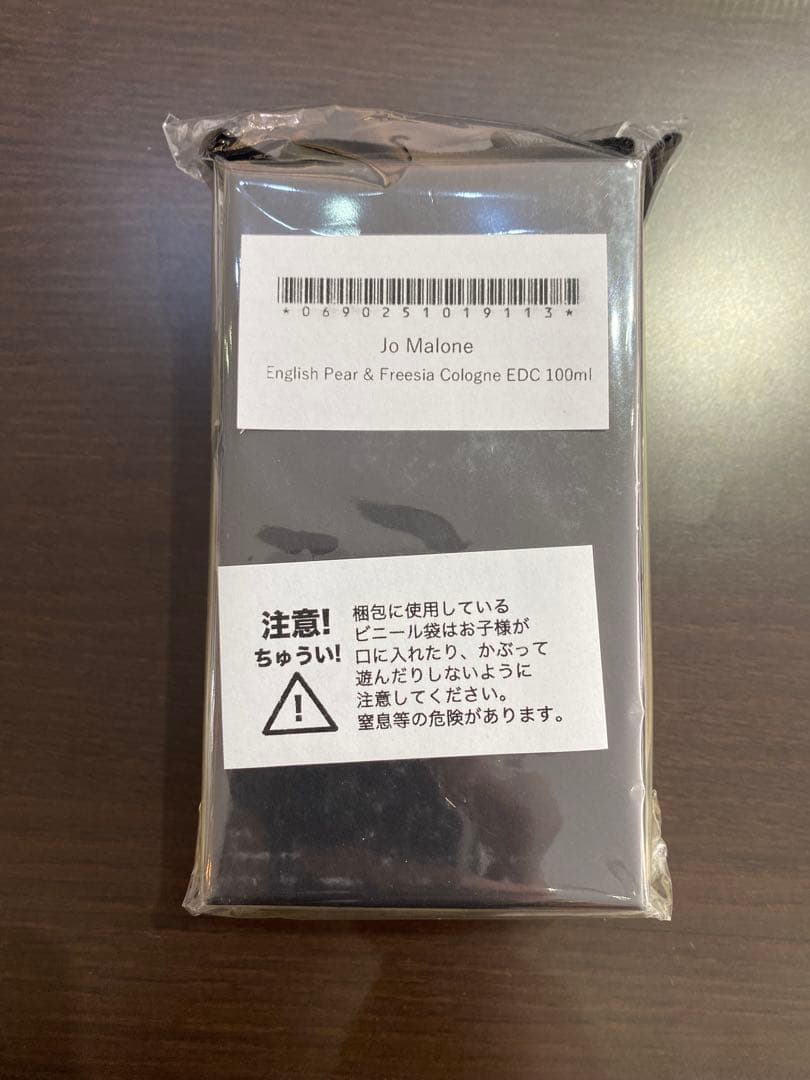 *0690251019113*
Jo Malone
English Pear & Freesia Cologne EDC 100ml
注意!
ちゅうい!
!
梱包に使用している
ビニール袋はお子様が
口に入れたり、かぶって
遊んだりしないように
注意してください。
窒息等の危険があります。